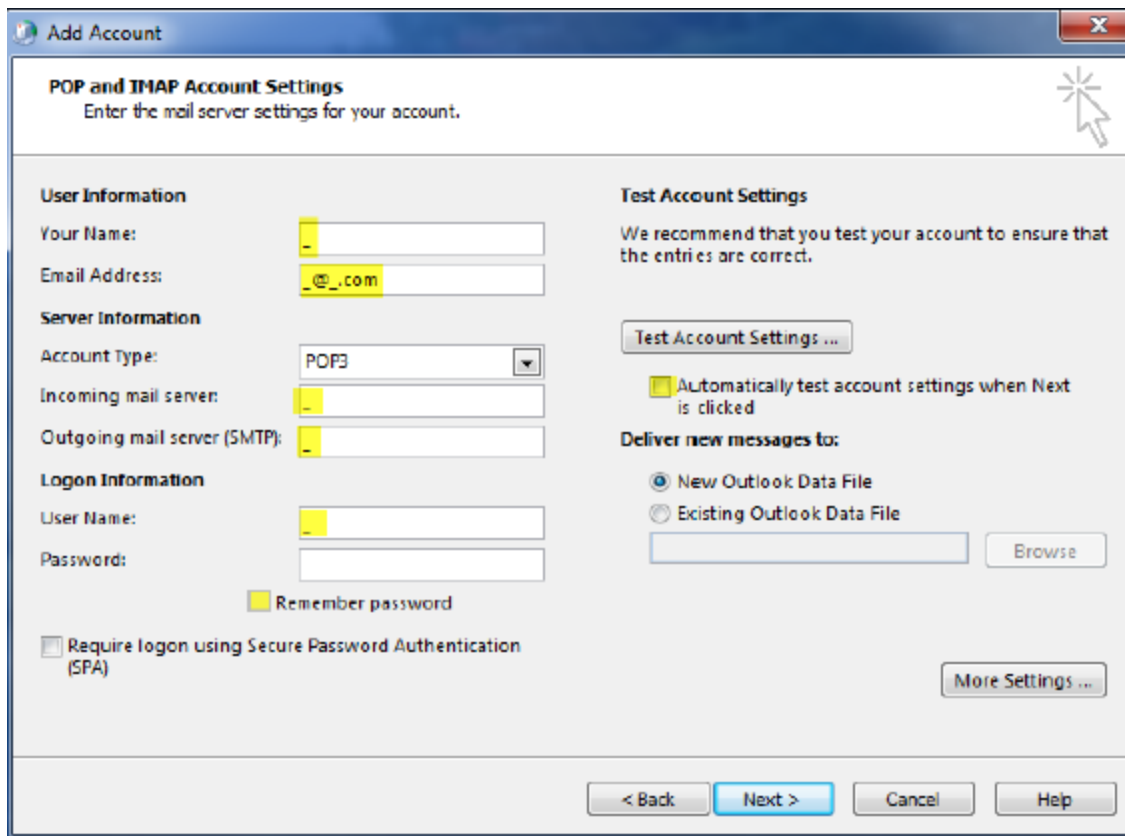 Add Account
POP and IMAP Account Settings
Enter the mail server settings for your account.
User Information
Your Name:
_
Email Address:
_@_.com
Server Information
Account Type:
POP3
Incoming mail server:
_
Outgoing mail server (SMTP):
_
Logon Information
User Name:
_
Password:
Remember password
Require logon using Secure Password Authentication
(SPA)
Test Account Settings
We recommend that you test your account to ensure that
the entries are correct.
Test Account Settings ...
Automatically test account settings when Next
is clicked
Deliver new messages to:
New Outlook Data File
Existing Outlook Data File
Browse
More Settings ...
< Back
Next >
Cancel
Help